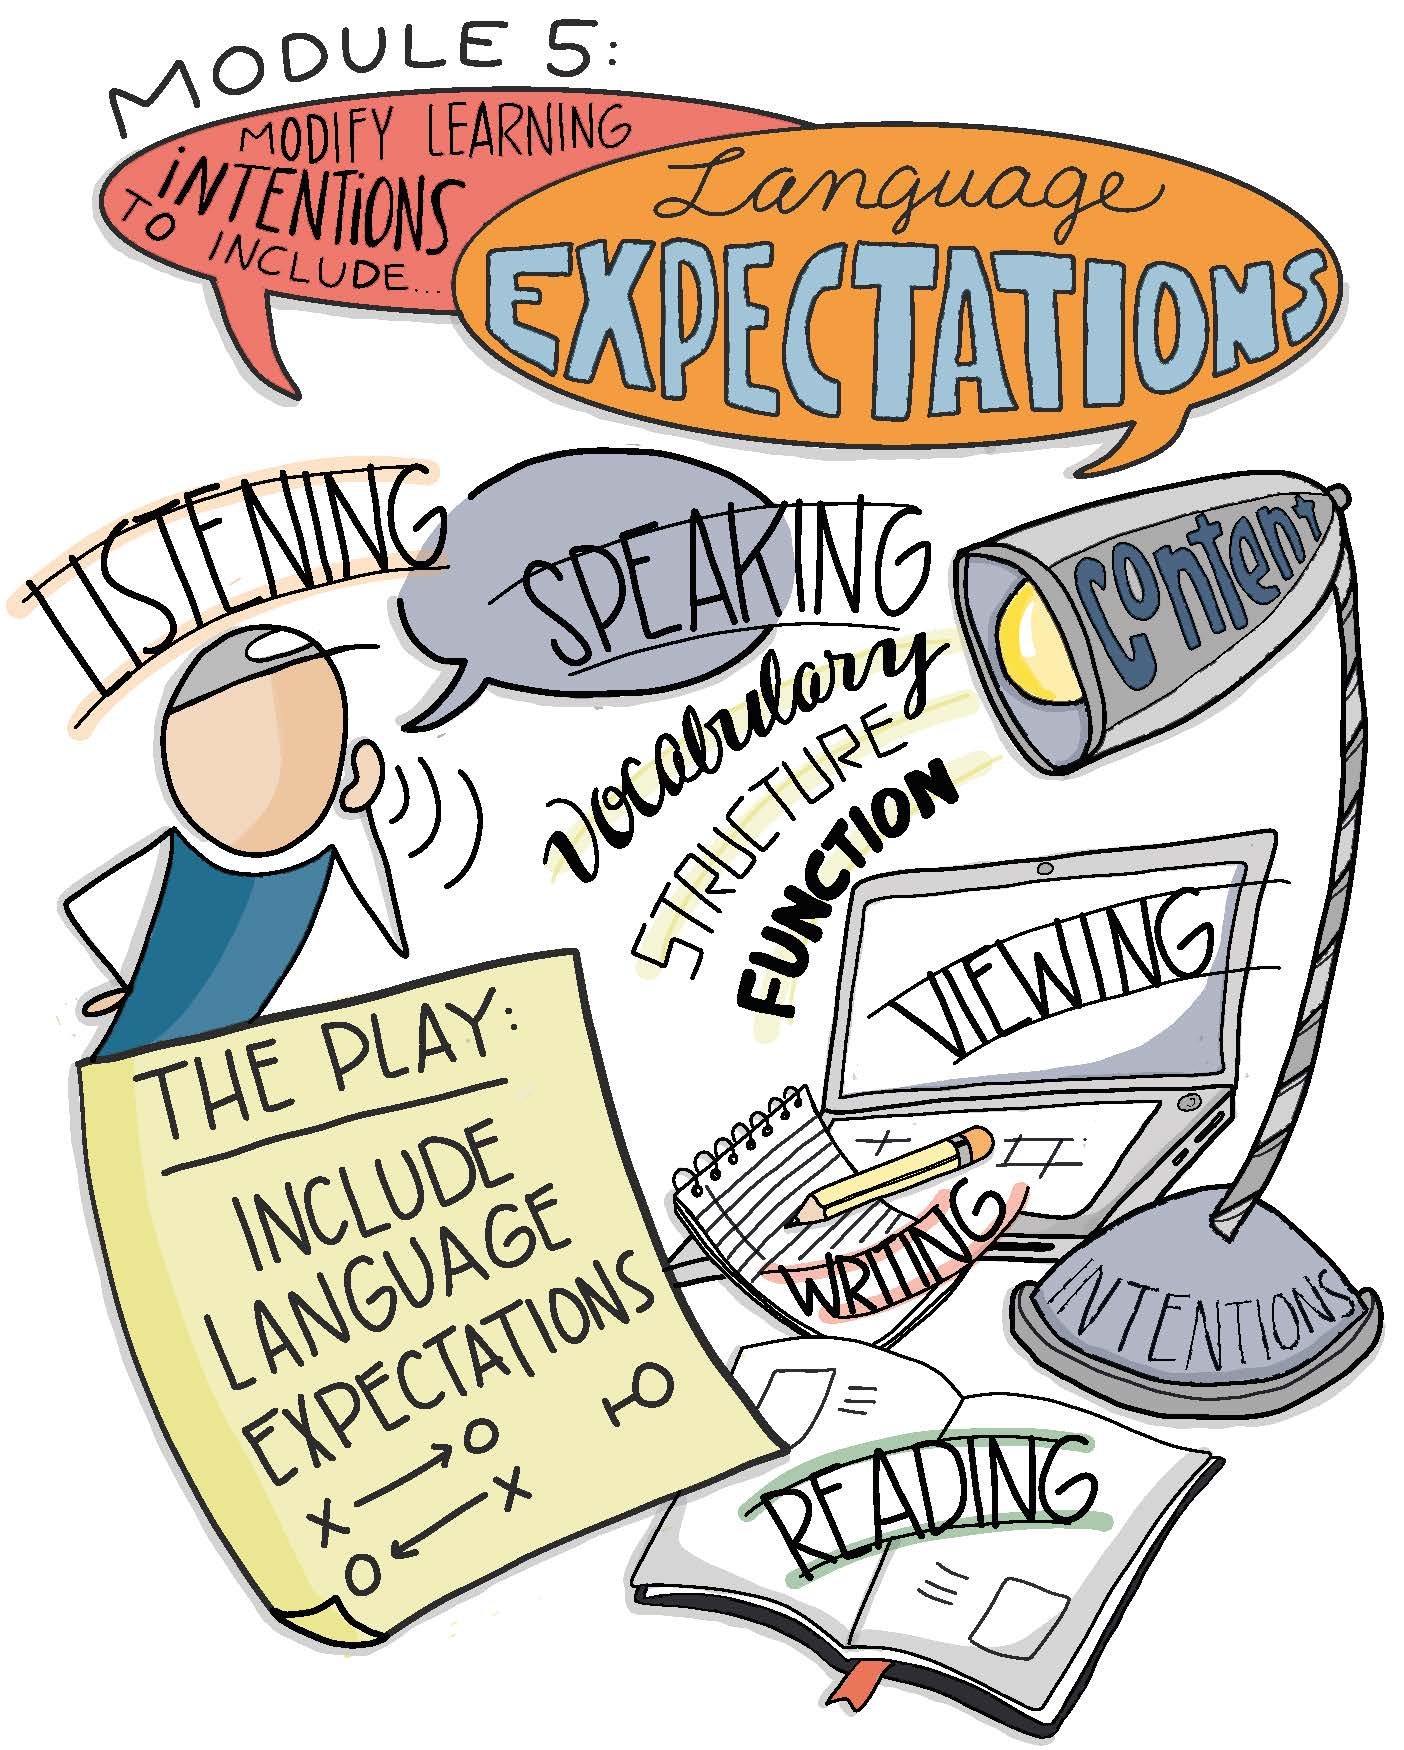 MODULE 5:
MODIFY LEARNING
INTENTIONS
TO INCLUDE...
Language
EXPECTATIONS
LISTENING
SPEAKING
Content
vocabulary
STRUCTURE
FUNCTION
VIEWING
THE PLAY:
INCLUDE
LANGUAGE
EXPECTATIONS
X O
O X
WRITING
INTENTIONS
READING